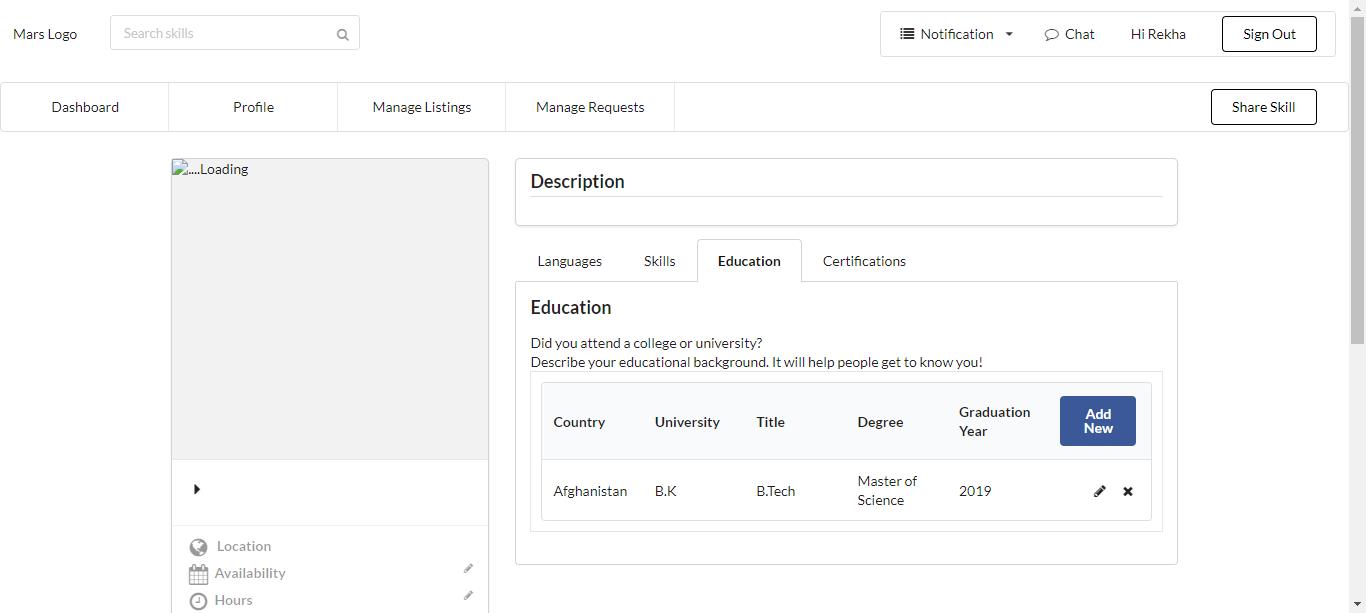 Mars Logo
Search skills
Notification
Chat
Hi Rekha
Sign Out
Dashboard
Profile
Manage Listings
Manage Requests
Share Skill
....Loading
Location
Availability
Hours
Description
Languages
Skills
Education
Certifications
Education
Did you attend a college or university?
Describe your educational background. It will help people get to know you!
Country
University
Title
Degree
Graduation
Year
Add
New
Afghanistan
B.K
B.Tech
Master of
Science
2019